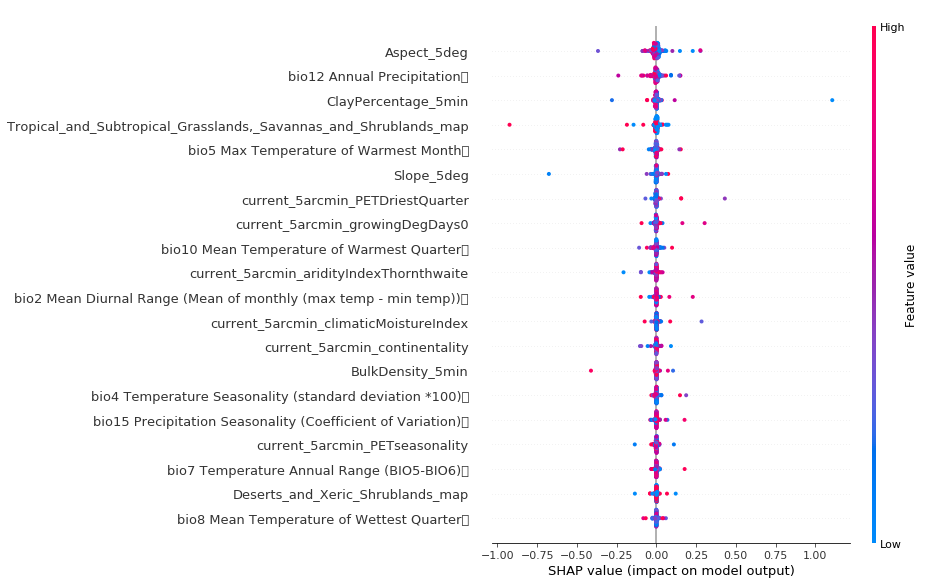 High
Aspect_5deg
bio12 Annual Precipitation
ClayPercentage_5min
Tropical_and_Subtropical_Grasslands,_Savannas_and_Shrublands_map
bio5 Max Temperature of Warmest Month
Slope_5deg
current_5arcmin_PETDriestQuarter
current_5arcmin_growingDegDays0
bio10 Mean Temperature of Warmest Quarter
current_5arcmin_aridityIndexThornthwaite
bio2 Mean Diurnal Range (Mean of monthly (max temp - min temp))
current_5arcmin_climaticMoistureIndex
current_5arcmin_continentality
BulkDensity_5min
bio4 Temperature Seasonality (standard deviation *100)
bio15 Precipitation Seasonality (Coefficient of Variation)
current_5arcmin_PETseasonality
bio7 Temperature Annual Range (BIO5-BIO6)
Deserts_and_Xeric_Shrublands_map
bio8 Mean Temperature of Wettest Quarter
Feature value
Low
−1.00 −0.75 −0.50 −0.25 0.00 0.25 0.50 0.75 1.00
SHAP value (impact on model output)